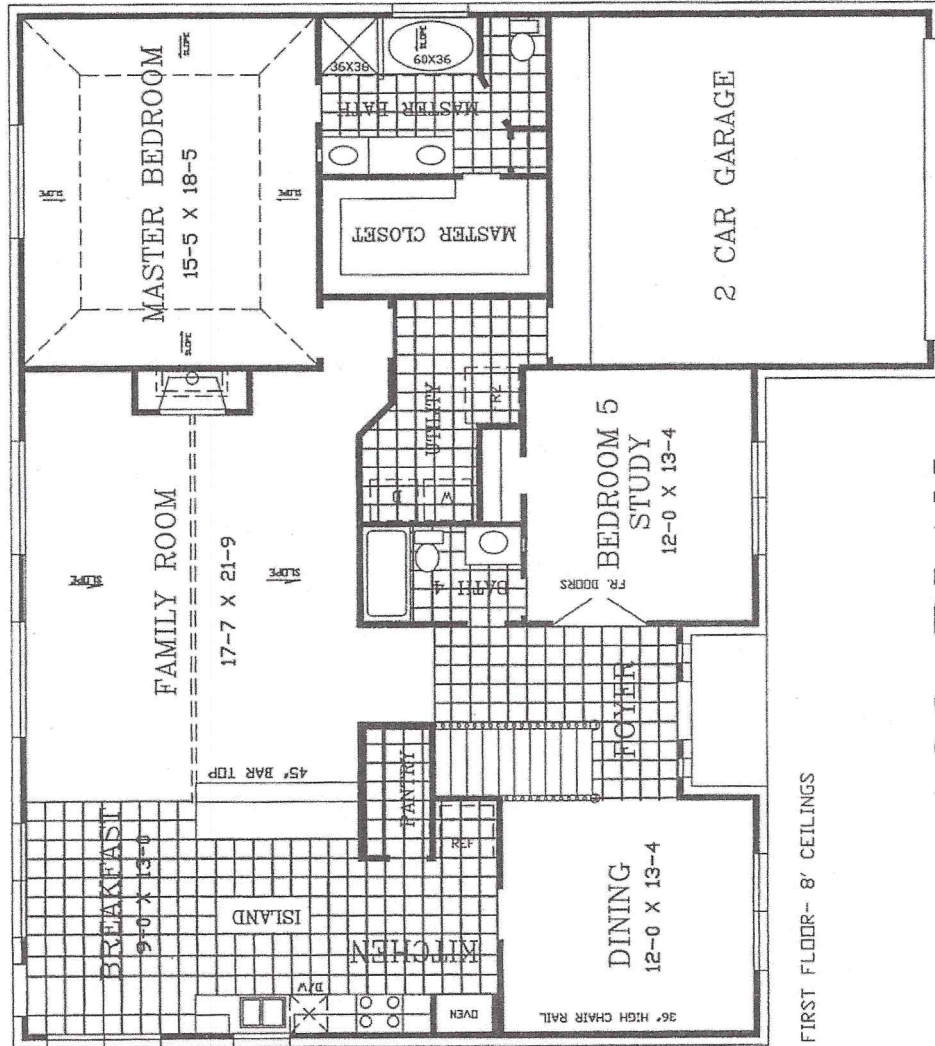 MASTER BEDROOM
15-5 X 18-5
SLOPE
SLOPE
SLOPE
SLOPE
36X36
60X36
SLOPE
MASTER BATH
MASTER CLOSET
2 CAR GARAGE
FAMILY ROOM
17-7 X 21-9
SLOPE
SLOPE
UTILITY
FRZ
D
W
BATH 4
BEDROOM 5
STUDY
12-0 X 13-4
FR. DOORS
FOYER
45" BAR TOP
PANTRY
BREAKFAST
9-0 X 13-0
ISLAND
KITCHEN
REF
D/W
OVEN
DINING
12-0 X 13-4
36" HIGH CHAIR RAIL
FIRST FLOOR- 8' CEILINGS